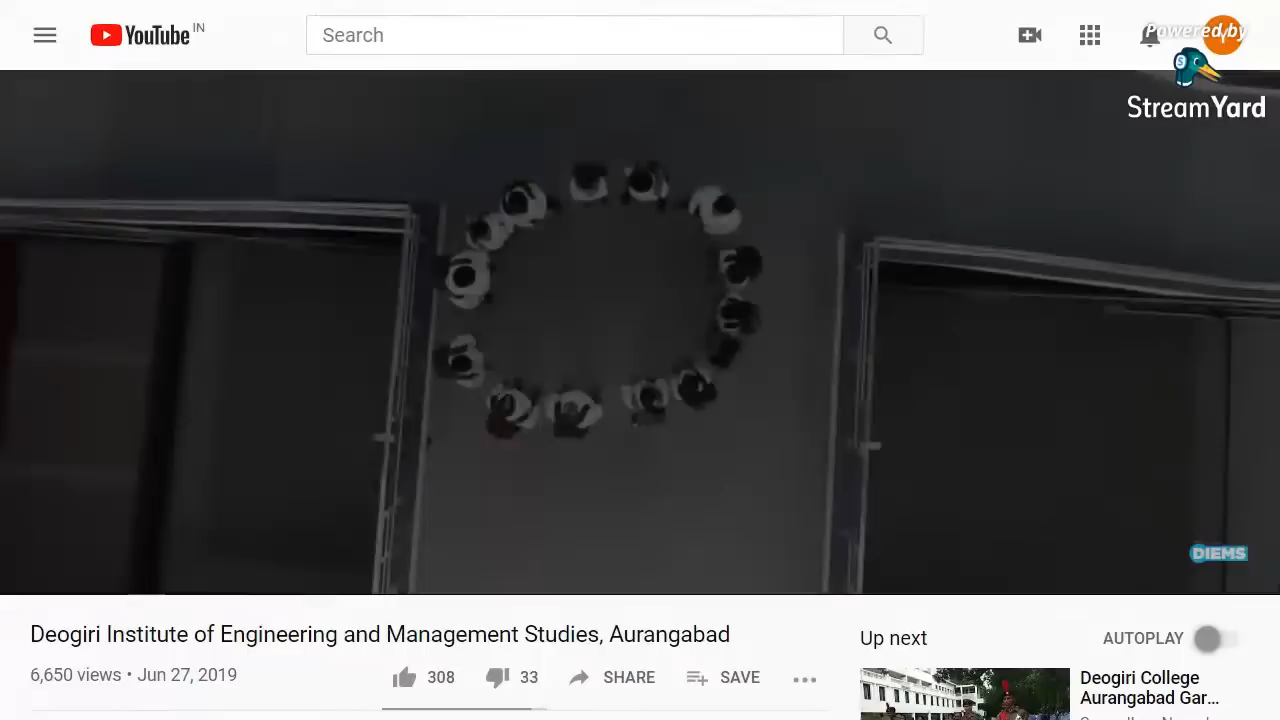 YouTube IN
Search
Powered by
StreamYard
DIEMS
Deogiri Institute of Engineering and Management Studies, Aurangabad
6,650 views • Jun 27, 2019
308
33
SHARE
SAVE
Up next
AUTOPLAY
Deogiri College
Aurangabad Gar...